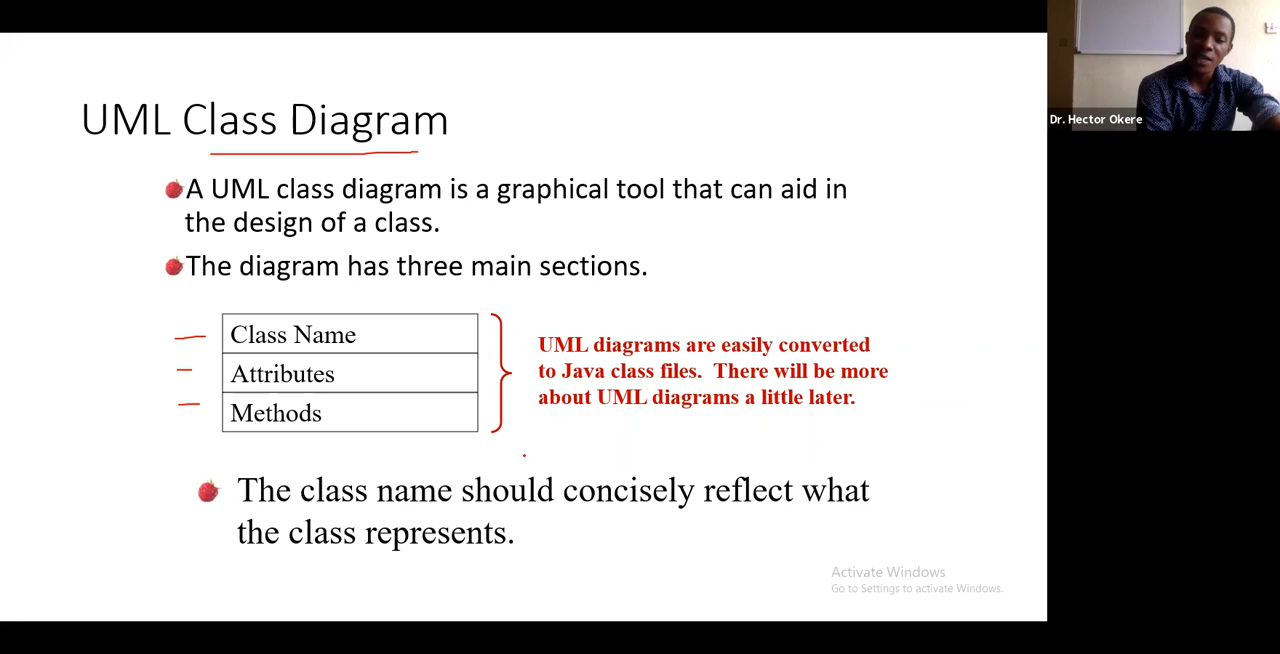 UML Class Diagram
A UML class diagram is a graphical tool that can aid in
the design of a class.
The diagram has three main sections.
Class Name
Attributes
Methods
UML diagrams are easily converted
to Java class files. There will be more
about UML diagrams a little later.
The class name should concisely reflect what
the class represents.
Activate Windows
Go to Settings to activate Windows.
Dr. Hector Okere